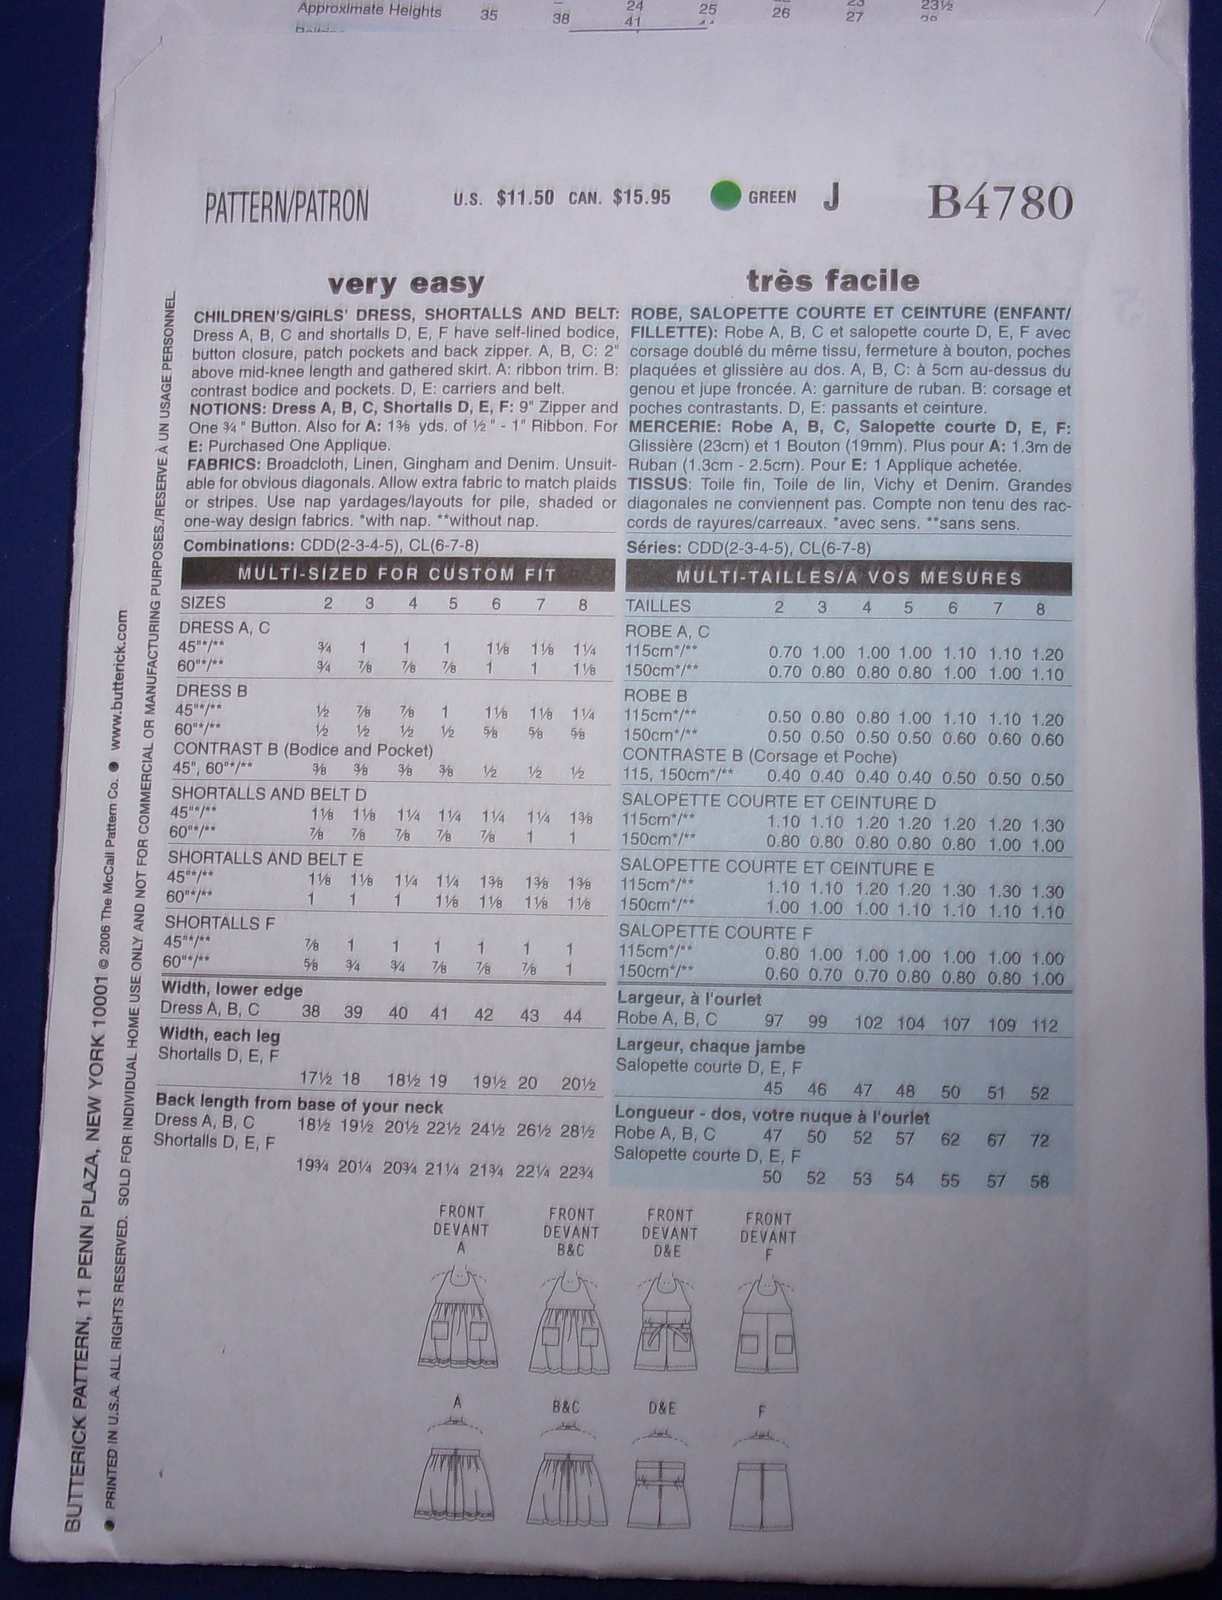 Approximate Heights 35 38 24 25 26 23 23½
41 27
PATTERN/PATRON U.S. $11.50 CAN. $15.95 GREEN J B4780
very easy
CHILDREN'S/GIRLS' DRESS, SHORTALLS AND BELT:
Dress A, B, C and shortalls D, E, F have self-lined bodice,
button closure, patch pockets and back zipper. A, B, C: 2"
above mid-knee length and gathered skirt. A: ribbon trim. B:
contrast bodice and pockets. D, E: carriers and belt.
NOTIONS: Dress A, B, C, Shortalls D, E, F: 9" Zipper and
One ¾" Button. Also for A: 1⅜ yds. of ½" - 1" Ribbon. For
E: Purchased One Applique.
FABRICS: Broadcloth, Linen, Gingham and Denim. Unsuit-
able for obvious diagonals. Allow extra fabric to match plaids
or stripes. Use nap yardages/layouts for pile, shaded or
one-way design fabrics. *with nap. **without nap.
Combinations: CDD(2-3-4-5), CL(6-7-8)
MULTI-SIZED FOR CUSTOM FIT
SIZES 2 3 4 5 6 7 8
DRESS A, C
45"*/** ¾ 1 1 1 1⅛ 1⅛ 1¼
60"*/** ¾ ⅞ ⅞ ⅞ 1 1 1⅛
DRESS B
45"*/** ½ ⅞ ⅞ 1 1⅛ 1⅛ 1¼
60"*/** ½ ½ ½ ½ ⅝ ⅝ ⅝
CONTRAST B (Bodice and Pocket)
45", 60"*/** ⅜ ⅜ ⅜ ⅜ ½ ½ ½
SHORTALLS AND BELT D
45"*/** 1⅛ 1⅛ 1¼ 1¼ 1¼ 1¼ 1⅜
60"*/** ⅞ ⅞ ⅞ ⅞ ⅞ 1 1
SHORTALLS AND BELT E
45"*/** 1⅛ 1⅛ 1¼ 1¼ 1⅜ 1⅜ 1⅜
60"*/** 1 1 1 1⅛ 1⅛ 1⅛ 1⅛
SHORTALLS F
45"*/** ⅞ 1 1 1 1 1 1
60"*/** ⅝ ¾ ¾ ⅞ ⅞ ⅞ 1
Width, lower edge
Dress A, B, C 38 39 40 41 42 43 44
Width, each leg
Shortalls D, E, F
17½ 18 18½ 19 19½ 20 20½
Back length from base of your neck
Dress A, B, C 18½ 19½ 20½ 22½ 24½ 26½ 28½
Shortalls D, E, F
19¾ 20¼ 20¾ 21¼ 21¾ 22¼ 22¾
très facile
ROBE, SALOPETTE COURTE ET CEINTURE (ENFANT/
FILLETTE): Robe A, B, C et salopette courte D, E, F avec
corsage doublé du même tissu, fermeture à bouton, poches
plaquées et glissière au dos. A, B, C: à 5cm au-dessus du
genou et jupe froncée. A: garniture de ruban. B: corsage et
poches contrastants. D, E: passants et ceinture.
MERCERIE: Robe A, B, C, Salopette courte D, E, F:
Glissière (23cm) et 1 Bouton (19mm). Plus pour A: 1.3m de
Ruban (1.3cm - 2.5cm). Pour E: 1 Applique achetée.
TISSUS: Toile fin, Toile de lin, Vichy et Denim. Grandes
diagonales ne conviennent pas. Compte non tenu des rac-
cords de rayures/carreaux. *avec sens. **sans sens.
Séries: CDD(2-3-4-5), CL(6-7-8)
MULTI-TAILLES/A VOS MESURES
TAILLES 2 3 4 5 6 7 8
ROBE A, C
115cm*/** 0.70 1.00 1.00 1.00 1.10 1.10 1.20
150cm*/** 0.70 0.80 0.80 0.80 1.00 1.00 1.10
ROBE B
115cm*/** 0.50 0.80 0.80 1.00 1.10 1.10 1.20
150cm*/** 0.50 0.50 0.50 0.50 0.60 0.60 0.60
CONTRASTE B (Corsage et Poche)
115, 150cm*/** 0.40 0.40 0.40 0.40 0.50 0.50 0.50
SALOPETTE COURTE ET CEINTURE D
115cm*/** 1.10 1.10 1.20 1.20 1.20 1.20 1.30
150cm*/** 0.80 0.80 0.80 0.80 0.80 1.00 1.00
SALOPETTE COURTE ET CEINTURE E
115cm*/** 1.10 1.10 1.20 1.20 1.30 1.30 1.30
150cm*/** 1.00 1.00 1.00 1.10 1.10 1.10 1.10
SALOPETTE COURTE F
115cm*/** 0.80 1.00 1.00 1.00 1.00 1.00 1.00
150cm*/** 0.60 0.70 0.70 0.80 0.80 0.80 1.00
Largeur, à l'ourlet
Robe A, B, C 97 99 102 104 107 109 112
Largeur, chaque jambe
Salopette courte D, E, F
45 46 47 48 50 51 52
Longueur - dos, votre nuque à l'ourlet
Robe A, B, C 47 50 52 57 62 67 72
Salopette courte D, E, F
50 52 53 54 55 57 58
FRONT FRONT FRONT FRONT
DEVANT DEVANT DEVANT DEVANT
A B&C D&E F
A B&C D&E F
BUTTERICK PATTERN, 11 PENN PLAZA, NEW YORK 10001 © 2006 The McCall Pattern Co. ● www.butterick.com
● PRINTED IN U.S.A. ALL RIGHTS RESERVED. SOLD FOR INDIVIDUAL HOME USE ONLY AND NOT FOR COMMERCIAL OR MANUFACTURING PURPOSES./RESERVÉ À UN USAGE PERSONNEL.